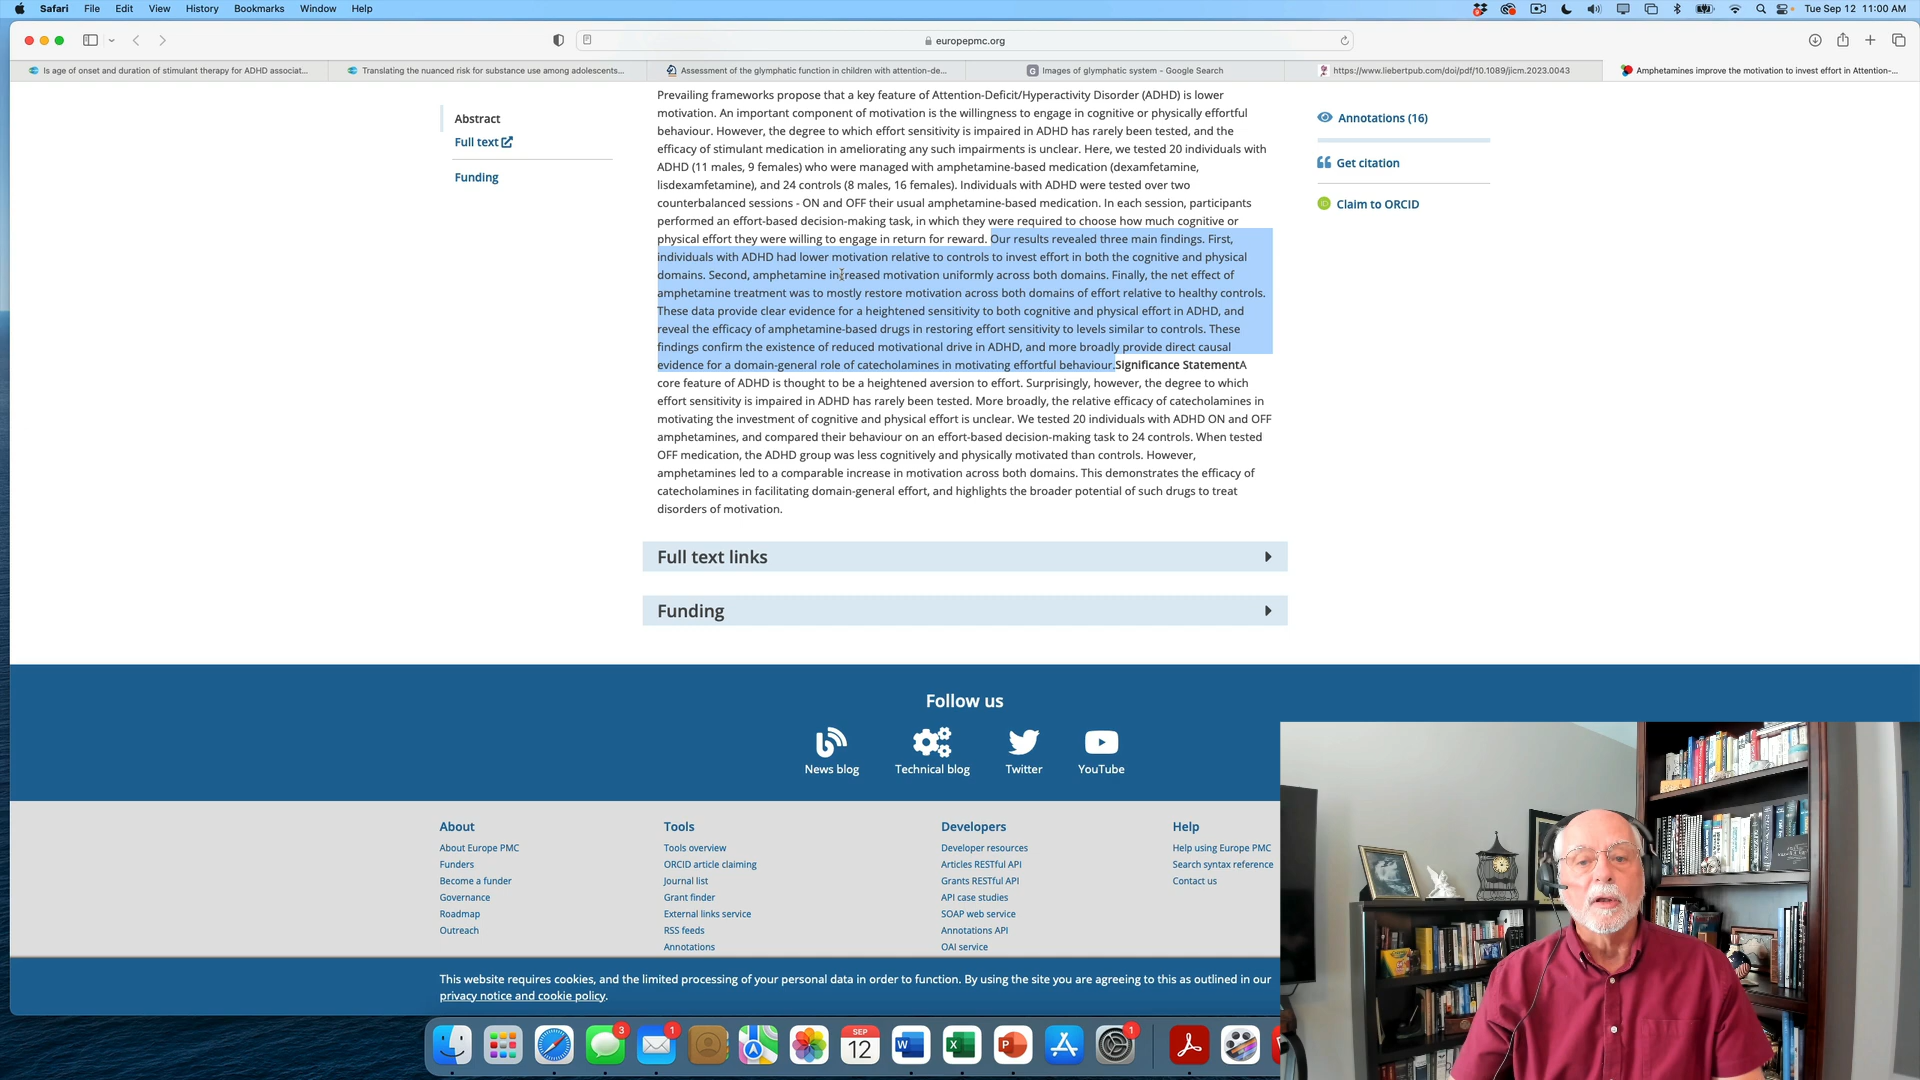 Safari File Edit View History Bookmarks Window Help
Tue Sep 12 11:00 AM
europepmc.org
Is age of onset and duration of stimulant therapy for ADHD associat...
Translating the nuanced risk for substance use among adolescents...
Assessment of the glymphatic function in children with attention-de...
Images of glymphatic system - Google Search
https://www.liebertpub.com/doi/pdf/10.1089/jicm.2023.0043
Amphetamines improve the motivation to invest effort in Attention-...
Abstract
Full text
Funding
Prevailing frameworks propose that a key feature of Attention-Deficit/Hyperactivity Disorder (ADHD) is lower
motivation. An important component of motivation is the willingness to engage in cognitive or physically effortful
behaviour. However, the degree to which effort sensitivity is impaired in ADHD has rarely been tested, and the
efficacy of stimulant medication in ameliorating any such impairments is unclear. Here, we tested 20 individuals with
ADHD (11 males, 9 females) who were managed with amphetamine-based medication (dexamfetamine,
lisdexamfetamine), and 24 controls (8 males, 16 females). Individuals with ADHD were tested over two
counterbalanced sessions - ON and OFF their usual amphetamine-based medication. In each session, participants
performed an effort-based decision-making task, in which they were required to choose how much cognitive or
physical effort they were willing to engage in return for reward. Our results revealed three main findings. First,
individuals with ADHD had lower motivation relative to controls to invest effort in both the cognitive and physical
domains. Second, amphetamine increased motivation uniformly across both domains. Finally, the net effect of
amphetamine treatment was to mostly restore motivation across both domains of effort relative to healthy controls.
These data provide clear evidence for a heightened sensitivity to both cognitive and physical effort in ADHD, and
reveal the efficacy of amphetamine-based drugs in restoring effort sensitivity to levels similar to controls. These
findings confirm the existence of reduced motivational drive in ADHD, and more broadly provide direct causal
evidence for a domain-general role of catecholamines in motivating effortful behaviour.Significance StatementA
core feature of ADHD is thought to be a heightened aversion to effort. Surprisingly, however, the degree to which
effort sensitivity is impaired in ADHD has rarely been tested. More broadly, the relative efficacy of catecholamines in
motivating the investment of cognitive and physical effort is unclear. We tested 20 individuals with ADHD ON and OFF
amphetamines, and compared their behaviour on an effort-based decision-making task to 24 controls. When tested
OFF medication, the ADHD group was less cognitively and physically motivated than controls. However,
amphetamines led to a comparable increase in motivation across both domains. This demonstrates the efficacy of
catecholamines in facilitating domain-general effort, and highlights the broader potential of such drugs to treat
disorders of motivation.
Annotations (16)
Get citation
Claim to ORCID
Full text links
Funding
Follow us
News blog
Technical blog
Twitter
YouTube
About
About Europe PMC
Funders
Become a funder
Governance
Roadmap
Outreach
Tools
Tools overview
ORCID article claiming
Journal list
Grant finder
External links service
RSS feeds
Annotations
Developers
Developer resources
Articles RESTful API
Grants RESTful API
API case studies
SOAP web service
Annotations API
OAI service
Help
Help using Europe PMC
Search syntax reference
Contact us
This website requires cookies, and the limited processing of your personal data in order to function. By using the site you are agreeing to this as outlined in our
privacy notice and cookie policy.
3
1
SEP
12
1